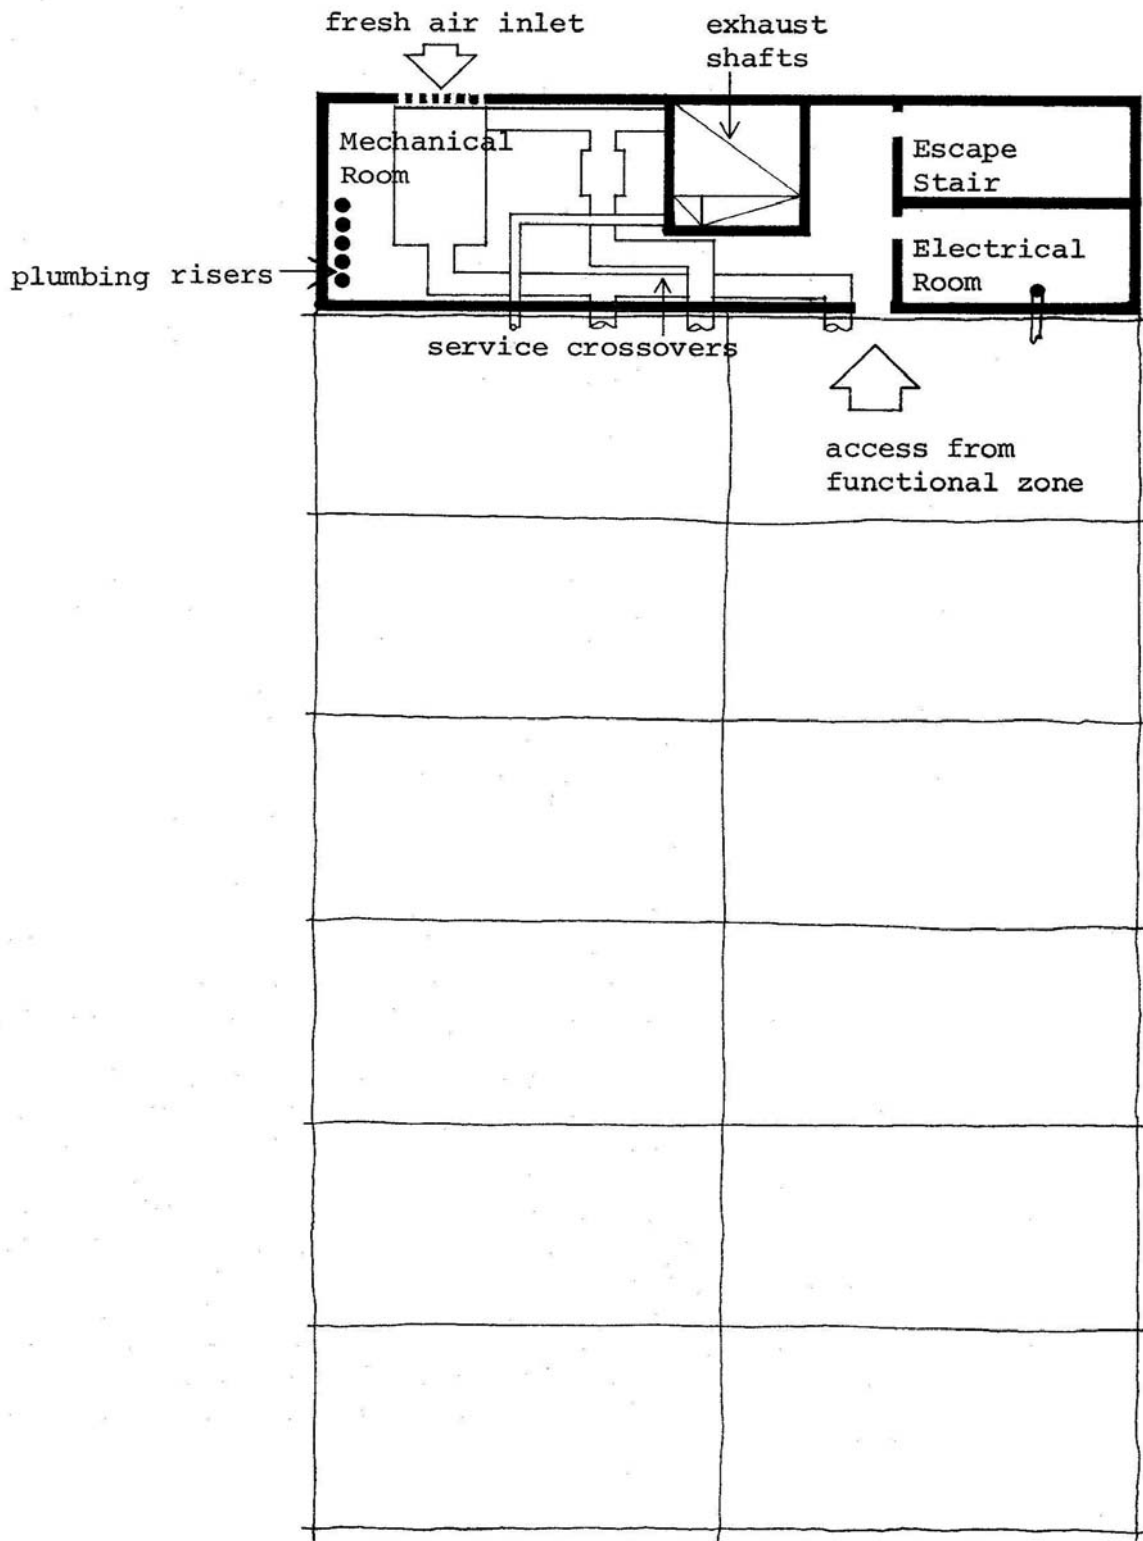 fresh air inlet
exhaust
shafts
Mechanical
Room
Escape
Stair
Electrical
Room
plumbing risers
service crossovers
access from
functional zone